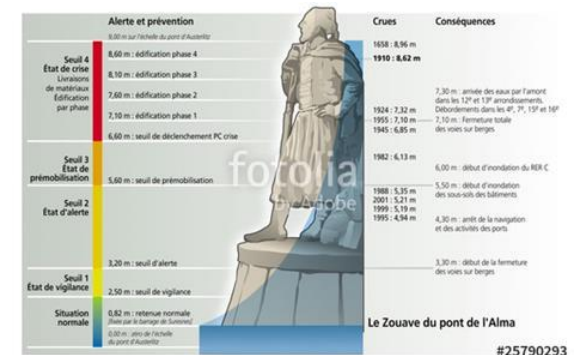 Alerte et prévention
9,00 m sur l'échelle du pont d'Austerlitz
Seuil 4
État de crise
Livraisons
de matériaux
Édification
par phase
8,60 m : édification phase 4
8,10 m : édification phase 3
7,60 m : édification phase 2
7,10 m : édification phase 1
6,60 m : seuil de déclenchement PC crise
Seuil 3
État de
prémobilisation
5,60 m : seuil de prémobilisation
Seuil 2
État d'alerte
3,20 m : seuil d'alerte
Seuil 1
État de vigilance
2,50 m : seuil de vigilance
Situation
normale
0,82 m : retenue normale
(fixée par le barrage de Suresnes)
0,00 m : zéro de l'échelle
du pont d'Austerlitz
Crues
1658 : 8,96 m
1910 : 8,62 m
1924 : 7,32 m
1955 : 7,10 m
1945 : 6,85 m
1982 : 6,13 m
1988 : 5,35 m
2001 : 5,21 m
1999 : 5,19 m
1995 : 4,94 m
Conséquences
7,30 m : arrivée des eaux par l'amont
dans les 12e et 13e arrondissements.
Débordements dans les 4e, 7e, 15e et 16e
7,10 m : Fermeture totale
des voies sur berges
6,00 m : début d'inondation du RER C
5,50 m : début d'inondation
des sous-sols des bâtiments
4,30 m : arrêt de la navigation
et des activités des ports
3,30 m : début de la fermeture
des voies sur berges
Le Zouave du pont de l'Alma
fotolia
by Adobe
#25790293